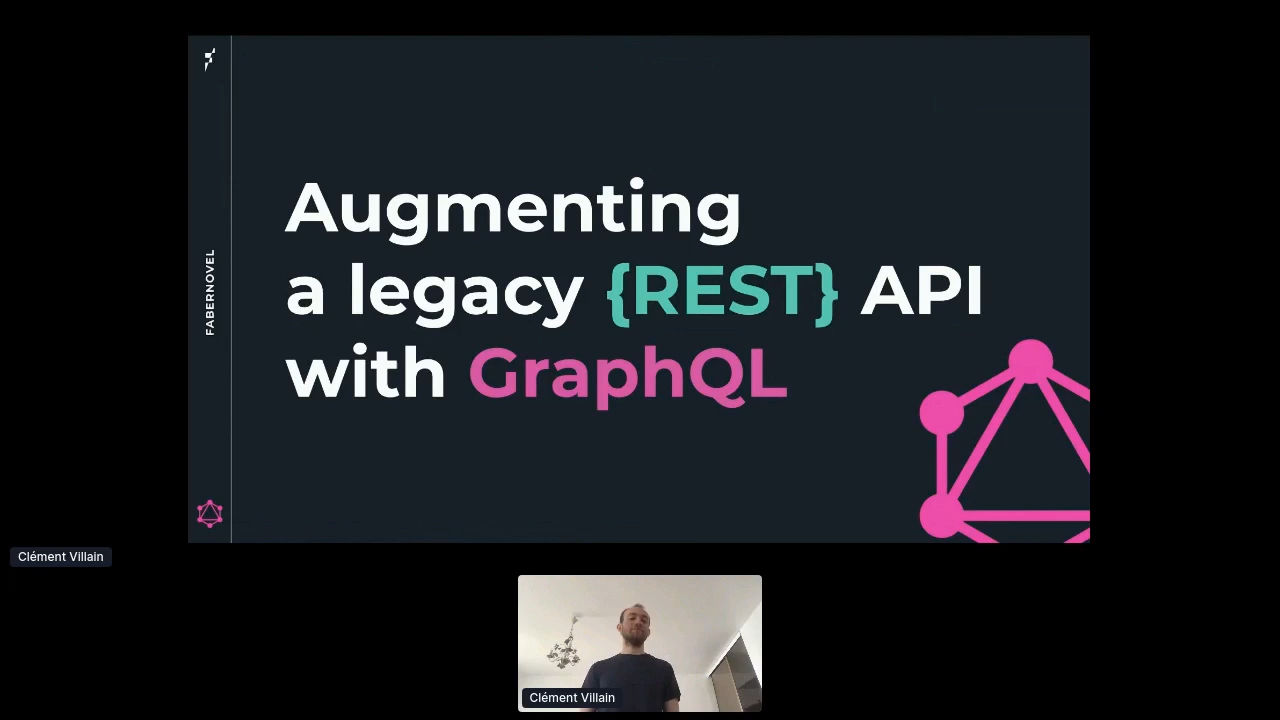 FABERNOVEL
Augmenting
a legacy {REST} API
with GraphQL
Clément Villain
Clément Villain